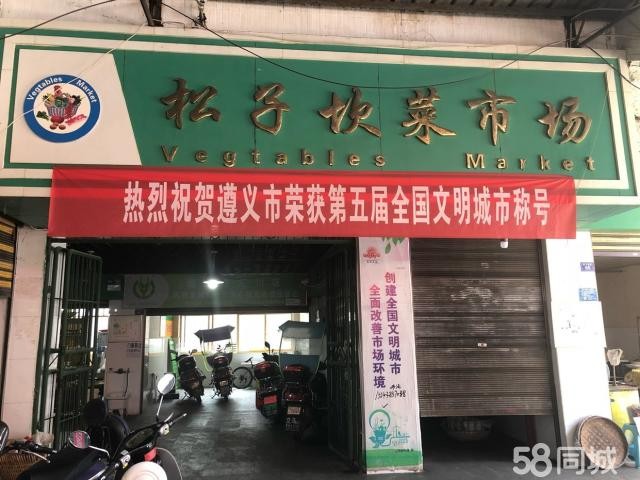 Vegtables Market
松子坎菜市场
Vegtables Market
热烈祝贺遵义市荣获第五届全国文明城市称号
创建全国文明城市
全面改善市场环境
58同城